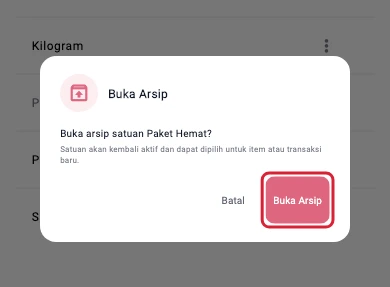 Kilogram
P
Buka Arsip
Buka arsip satuan Paket Hemat?
Satuan akan kembali aktif dan dapat dipilih untuk item atau transaksi
baru.
P
Batal
Buka Arsip
S